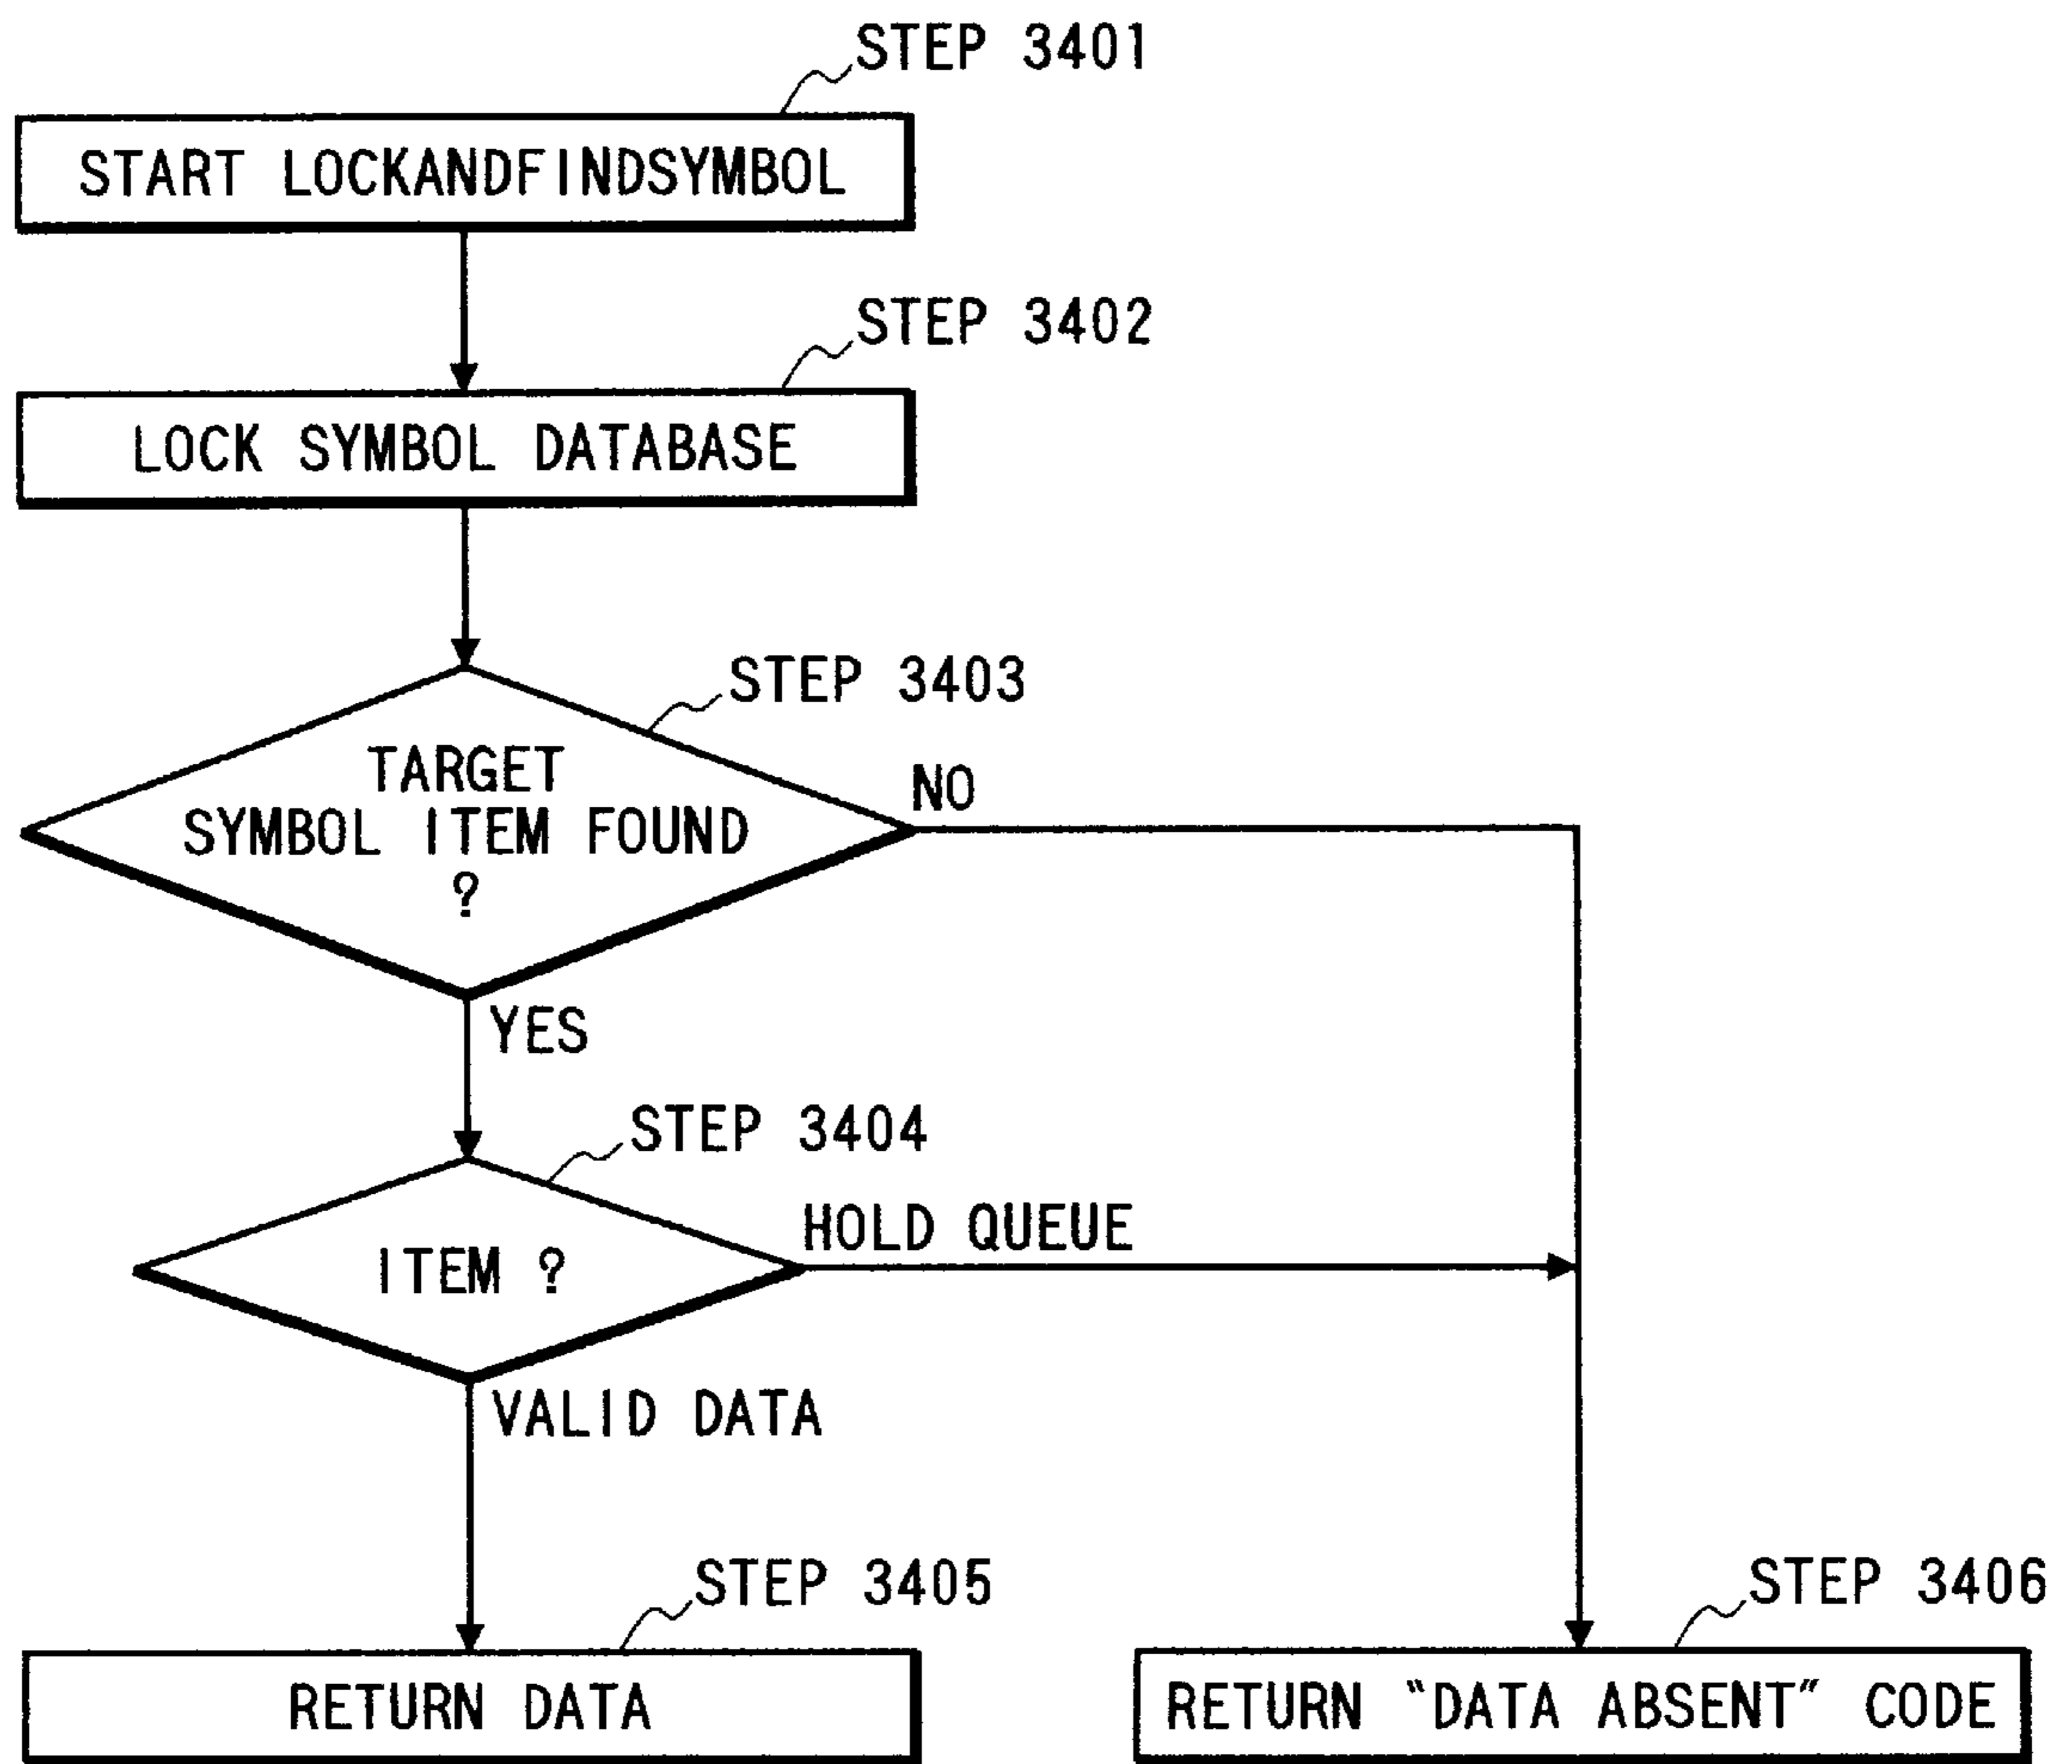 STEP 3401
START LOCKANDFINDSYMBOL
STEP 3402
LOCK SYMBOL DATABASE
STEP 3403
TARGET
SYMBOL ITEM FOUND
?
NO
YES
STEP 3404
ITEM ?
HOLD QUEUE
VALID DATA
STEP 3405
RETURN DATA
STEP 3406
RETURN "DATA ABSENT" CODE